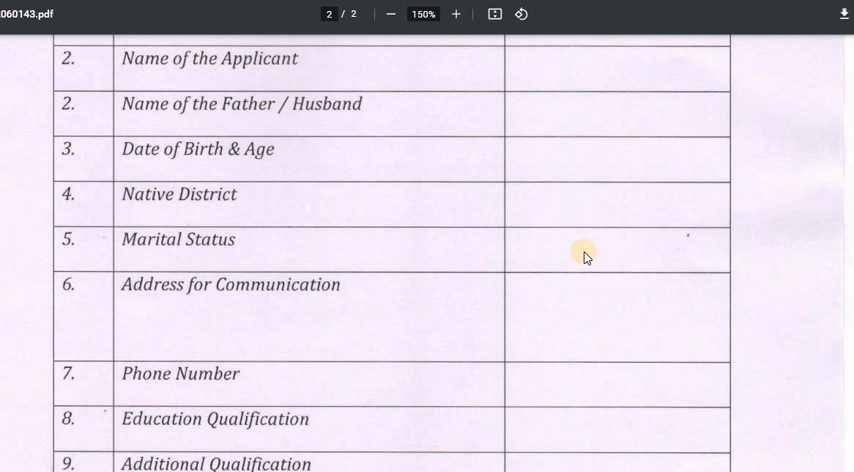 060143.pdf 2 / 2 150%
2. Name of the Applicant
2. Name of the Father / Husband
3. Date of Birth & Age
4. Native District
5. Marital Status
6. Address for Communication
7. Phone Number
8. Education Qualification
9. Additional Qualification